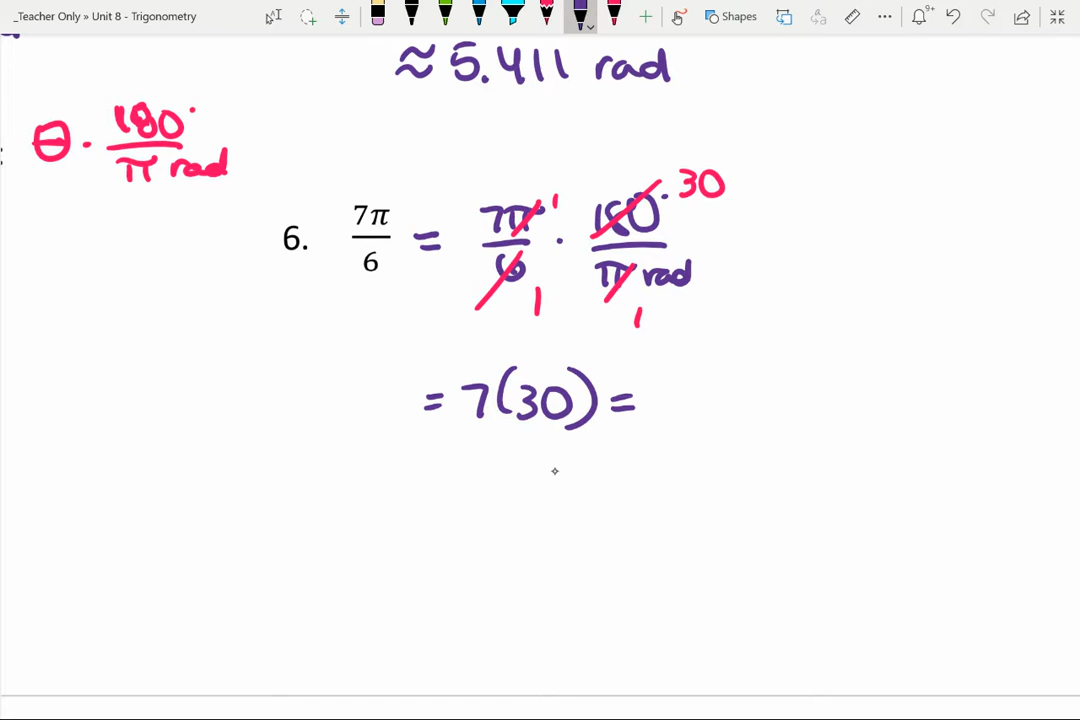 _Teacher Only » Unit 8 - Trigonometry
Shapes
9+
≈ 5.411 rad
θ · 180° / π rad
6. 7π/6 = 7π/6 · 180° / π rad
1 30
1 1
= 7(30) =